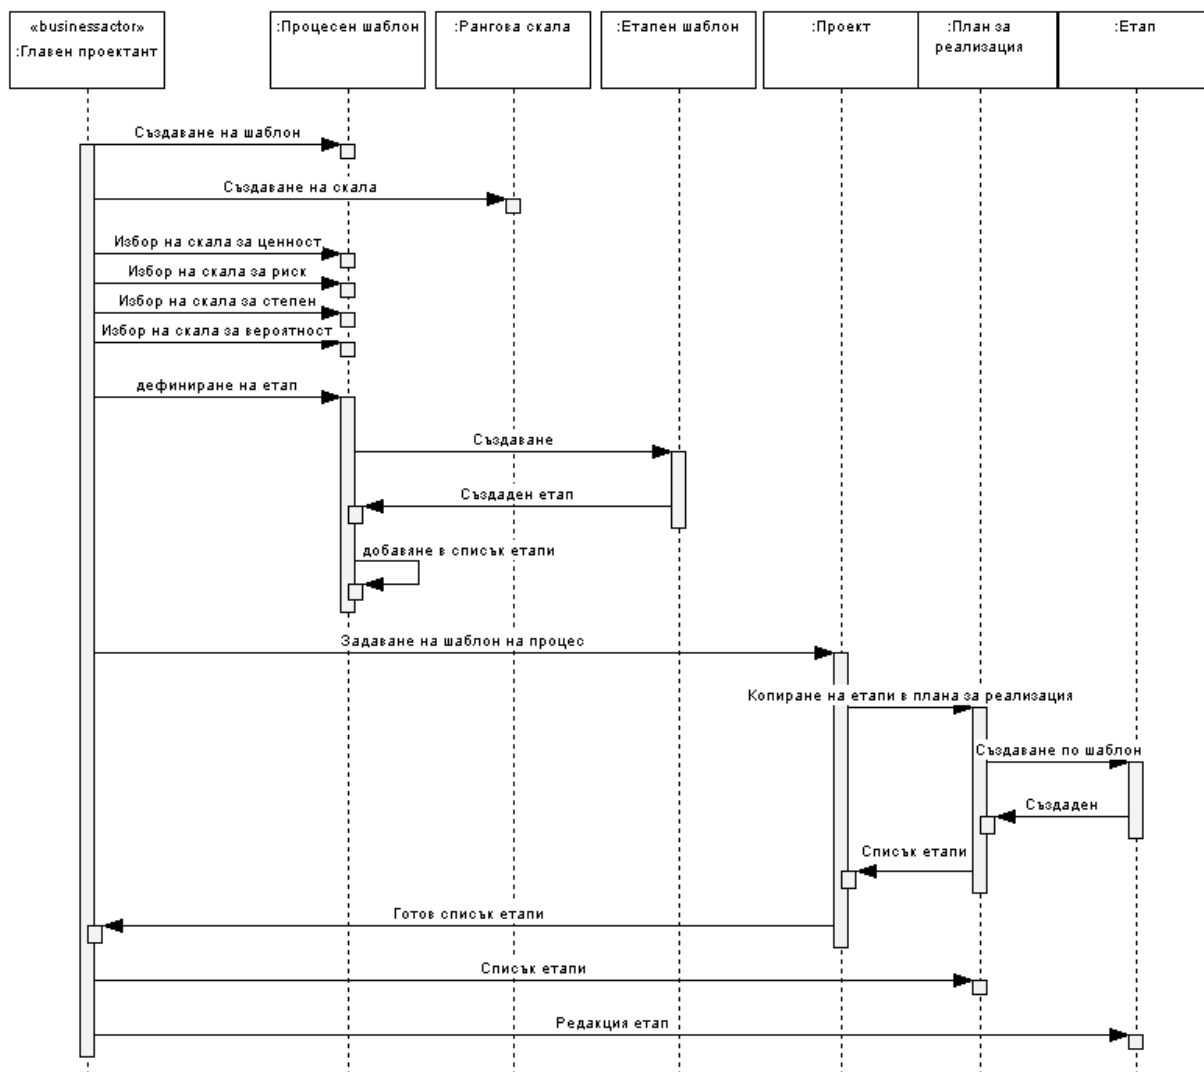 «businessactor»
:Главен проектант
:Процесен шаблон
:Рангова скала
:Етапен шаблон
:Проект
:План за
реализация
:Етап
Създаване на шаблон
Създаване на скала
Избор на скала за ценност
Избор на скала за риск
Избор на скала за степен
Избор на скала за вероятност
дефиниране на етап
Създаване
Създаден етап
добавяне в списък етапи
Задаване на шаблон на процес
Копиране на етапи в плана за реализация
Създаване по шаблон
Създаден
Списък етапи
Готов списък етапи
Списък етапи
Редакция етап